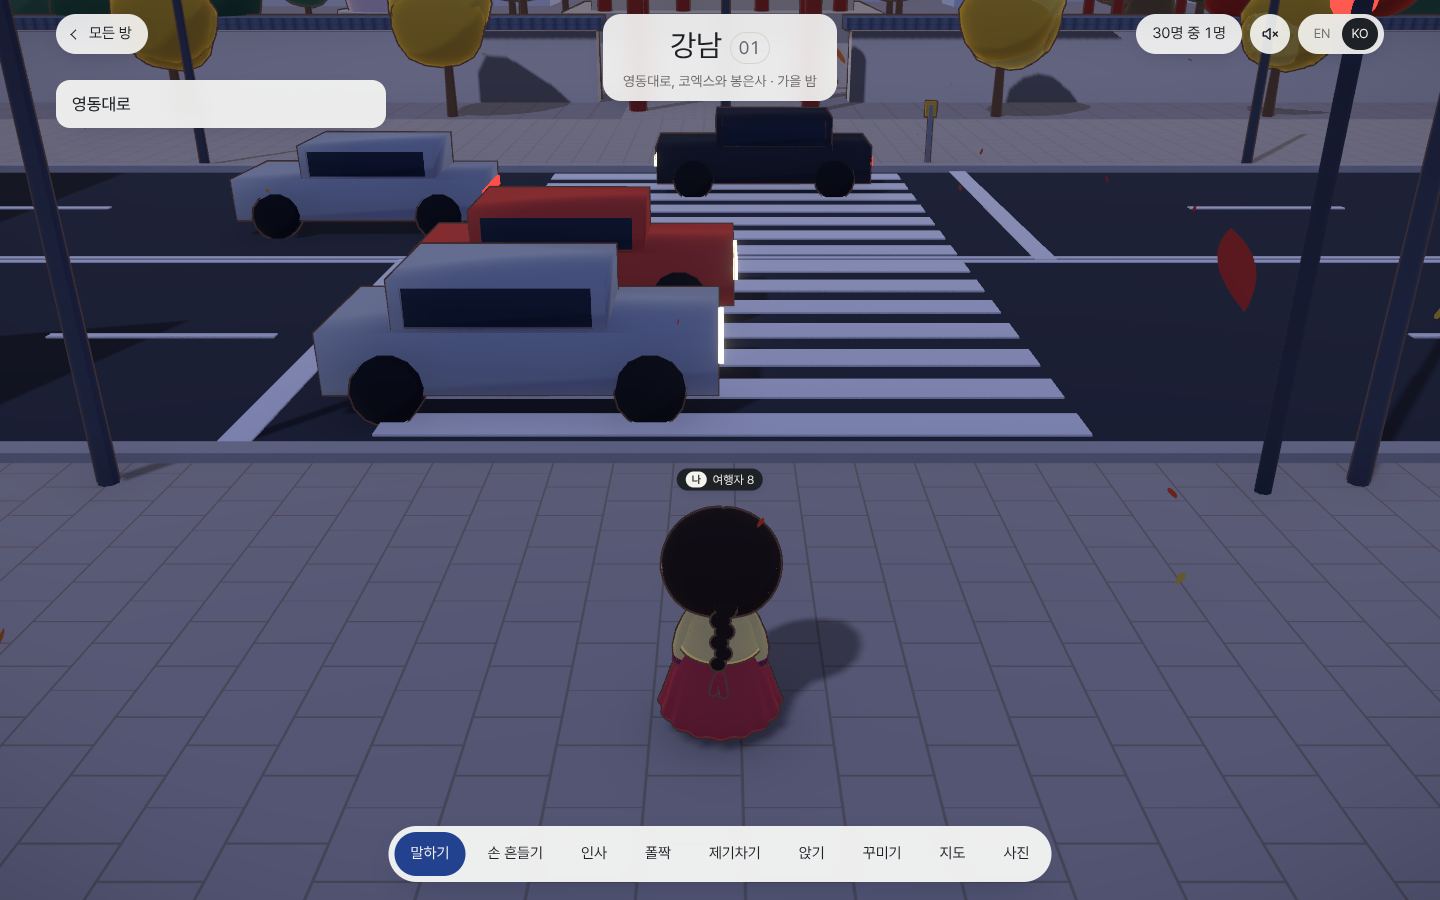 모든 방
강남 01
영동대로, 코엑스와 봉은사 · 가을 밤
30명 중 1명
EN KO
영동대로
나 여행자 8
말하기 손 흔들기 인사 폴짝 제기차기 앉기 꾸미기 지도 사진